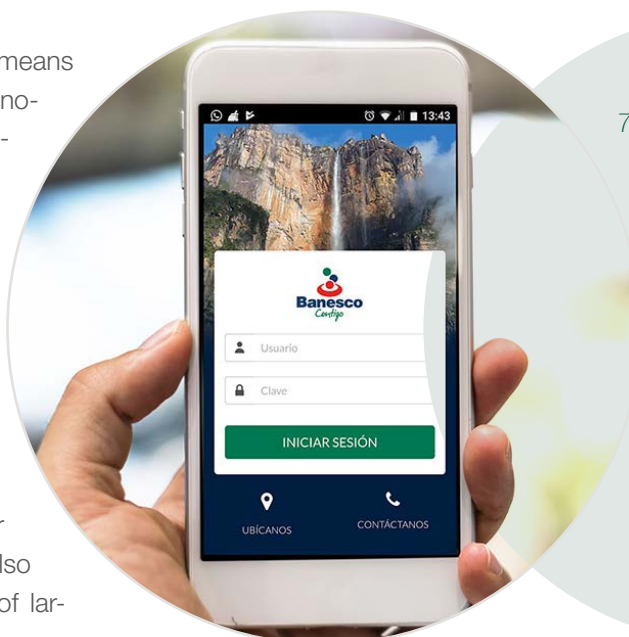 means
no-
-
7
13:43
Banesco
Contigo
Usuario
Clave
INICIAR SESIÓN
UBÍCANOS
CONTÁCTANOS
r
lso
of lar-